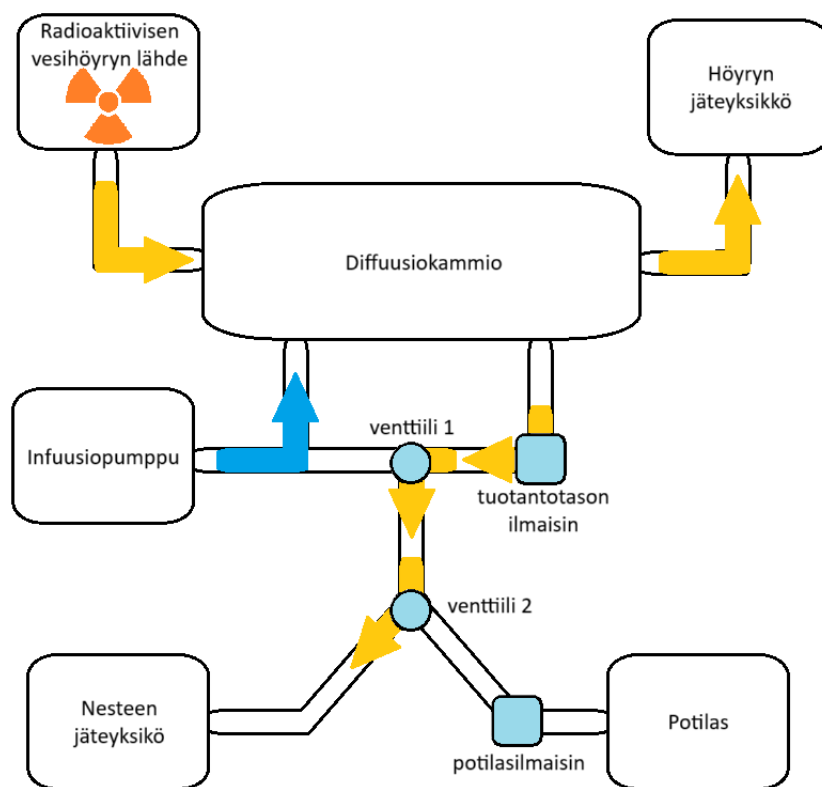 Radioaktiivisen
vesihöyryn lähde
Höyryn
jäteyksikkö
Diffuusiokammio
Infuusiopumppu
venttiili 1
tuotantotason
ilmaisin
venttiili 2
Nesteen
jäteyksikö
potilasilmaisin
Potilas